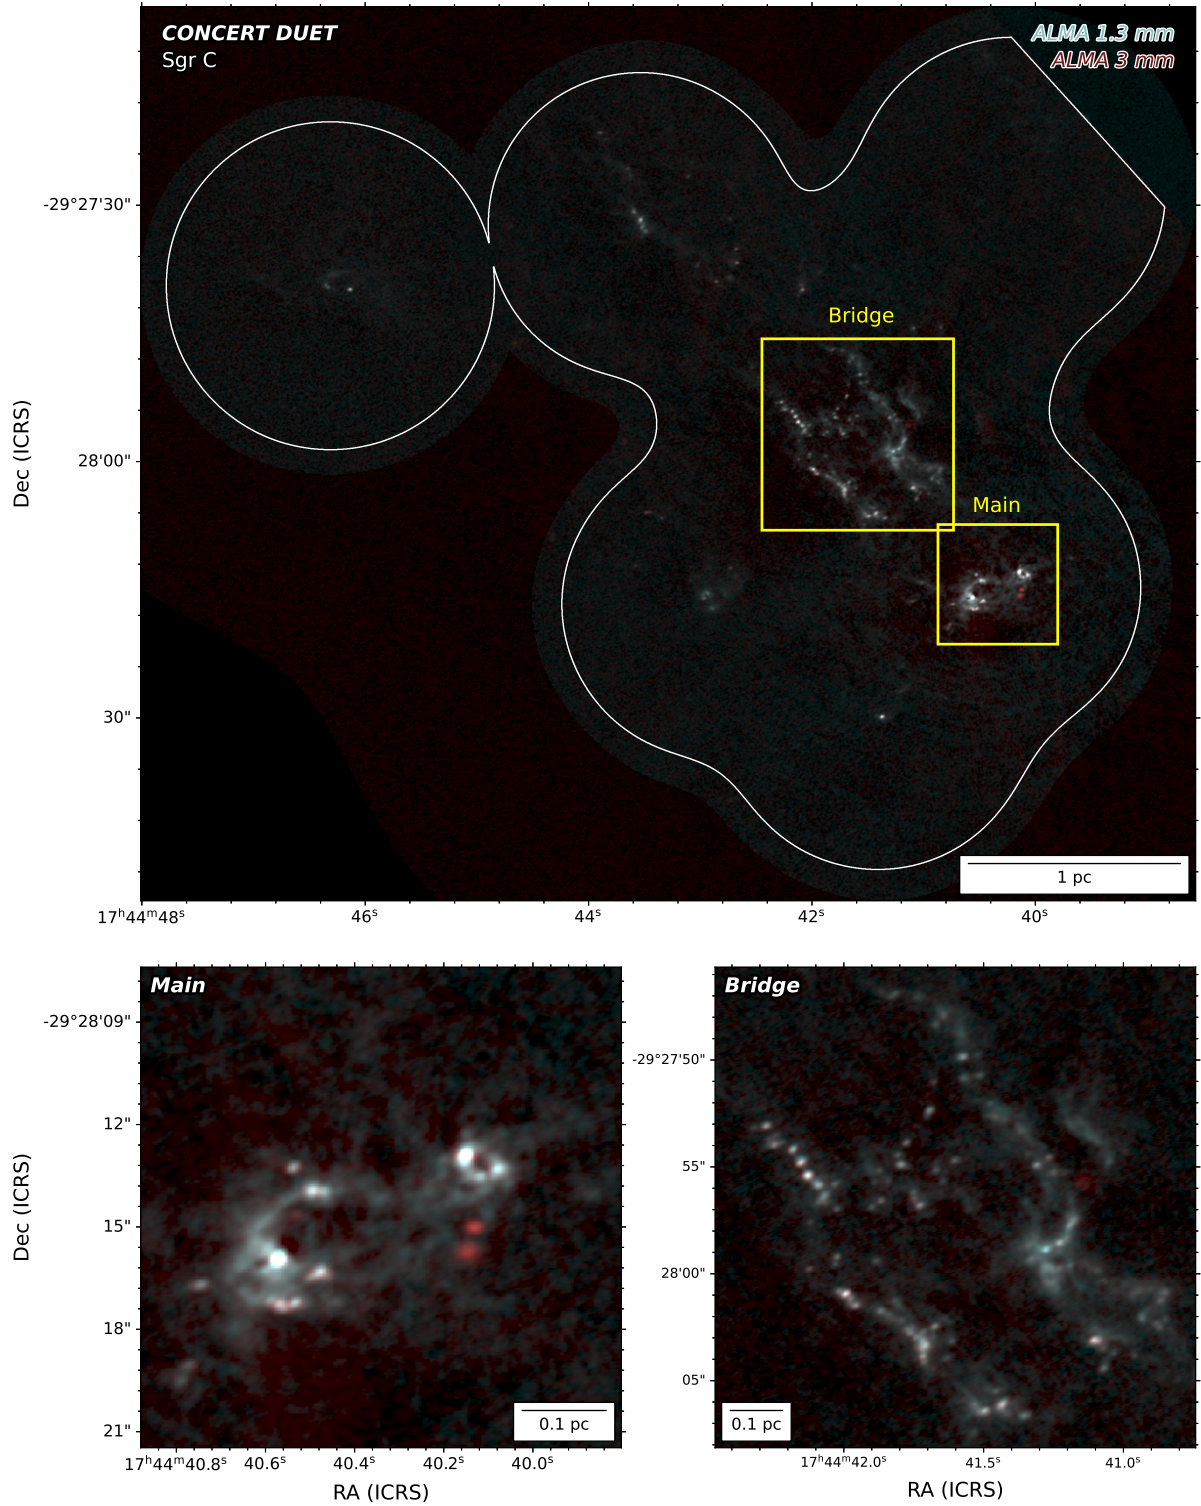 CONCERT DUET
Sgr C
ALMA 1.3 mm
ALMA 3 mm
Bridge
Main
-29°27'30"
28'00"
30"
Dec (ICRS)
1 pc
17ʰ44ᵐ48ˢ 46ˢ 44ˢ 42ˢ 40ˢ
Main
-29°28'09"
12"
15"
18"
21"
Dec (ICRS)
0.1 pc
17ʰ44ᵐ40.8ˢ 40.6ˢ 40.4ˢ 40.2ˢ 40.0ˢ
RA (ICRS)
Bridge
-29°27'50"
55"
28'00"
05"
0.1 pc
17ʰ44ᵐ42.0ˢ 41.5ˢ 41.0ˢ
RA (ICRS)